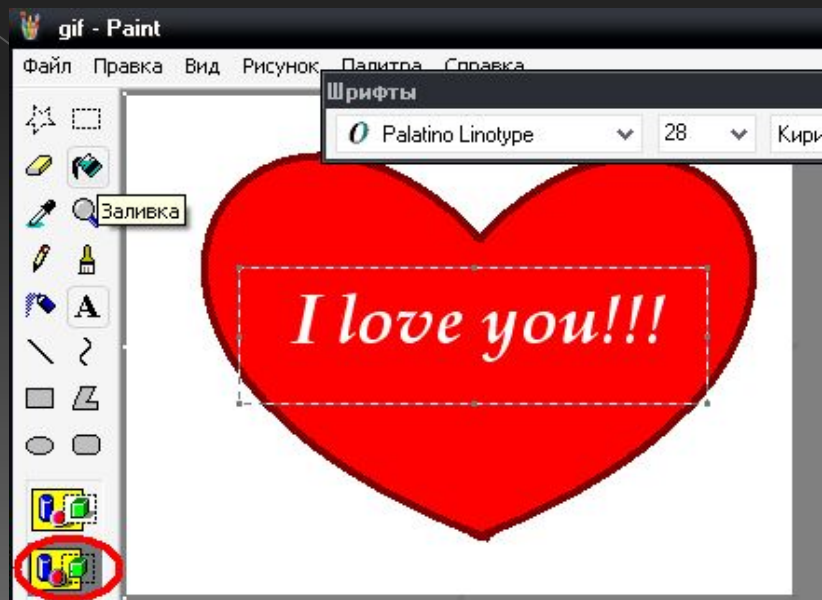 gif - Paint
Файл Правка Вид Рисунок Палитра Справка
Шрифты
O Palatino Linotype 28 Кири
A
Заливка
I love you!!!